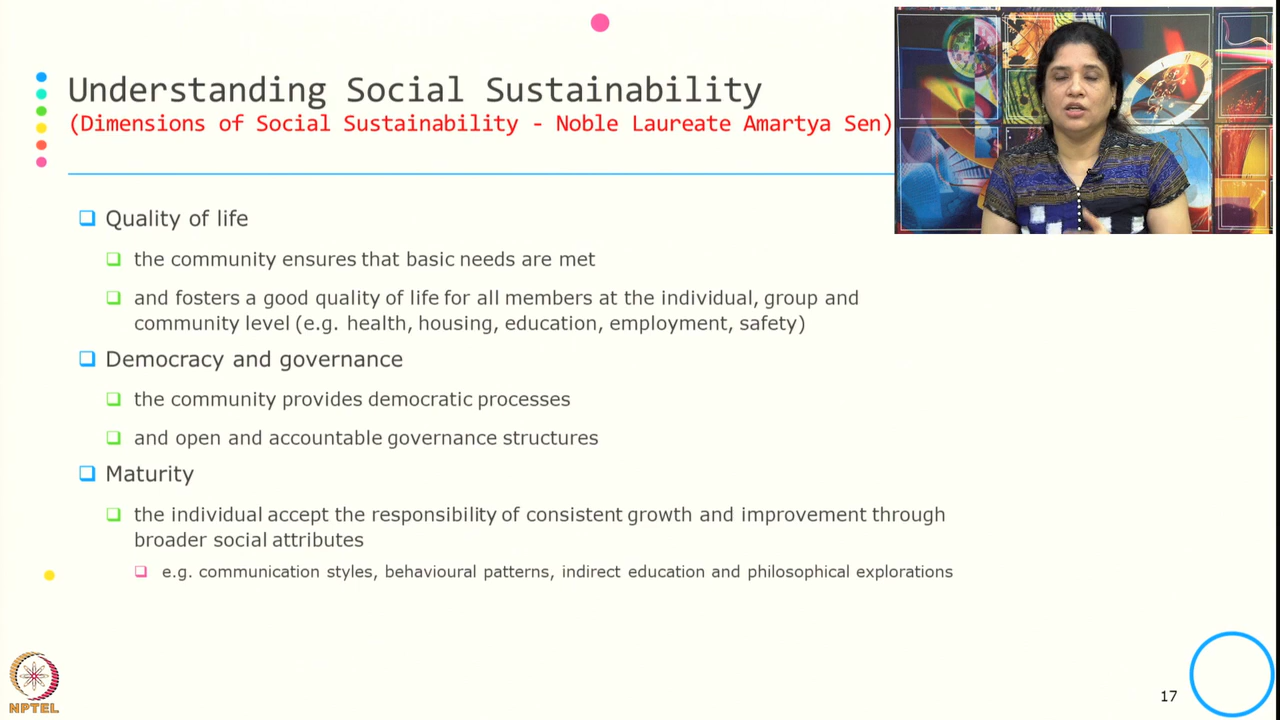 Understanding Social Sustainability
(Dimensions of Social Sustainability - Noble Laureate Amartya Sen)
Quality of life
the community ensures that basic needs are met
and fosters a good quality of life for all members at the individual, group and
community level (e.g. health, housing, education, employment, safety)
Democracy and governance
the community provides democratic processes
and open and accountable governance structures
Maturity
the individual accept the responsibility of consistent growth and improvement through
broader social attributes
e.g. communication styles, behavioural patterns, indirect education and philosophical explorations
NPTEL
17